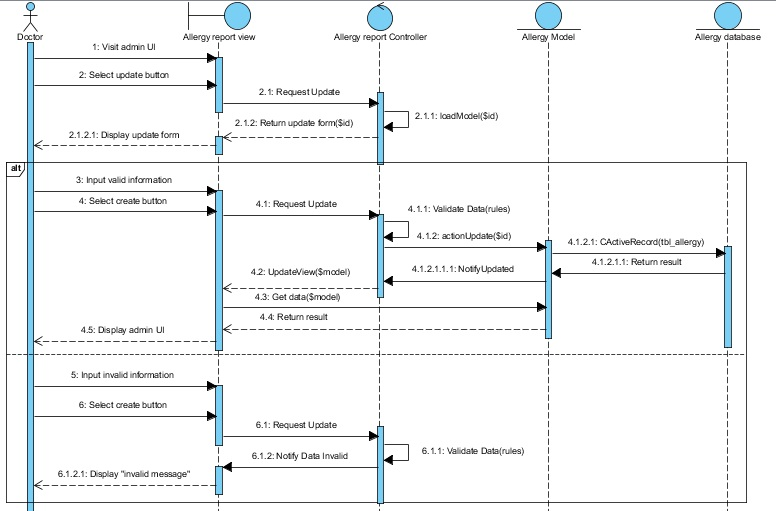 Doctor
Allergy report view
Allergy report Controller
Allergy Model
Allergy database
1: Visit admin UI
2: Select update button
2.1: Request Update
2.1.1: loadModel($id)
2.1.2: Return update form($id)
2.1.2.1: Display update form
alt
3: Input valid information
4: Select create button
4.1: Request Update
4.1.1: Validate Data(rules)
4.1.2: actionUpdate($id)
4.1.2.1: CActiveRecord(tbl_allergy)
4.1.2.1.1: Return result
4.1.2.1.1.1: NotifyUpdated
4.2: UpdateView($model)
4.3: Get data($model)
4.4: Return result
4.5: Display admin UI
5: Input invalid information
6: Select create button
6.1: Request Update
6.1.1: Validate Data(rules)
6.1.2: Notify Data Invalid
6.1.2.1: Display "invalid message"